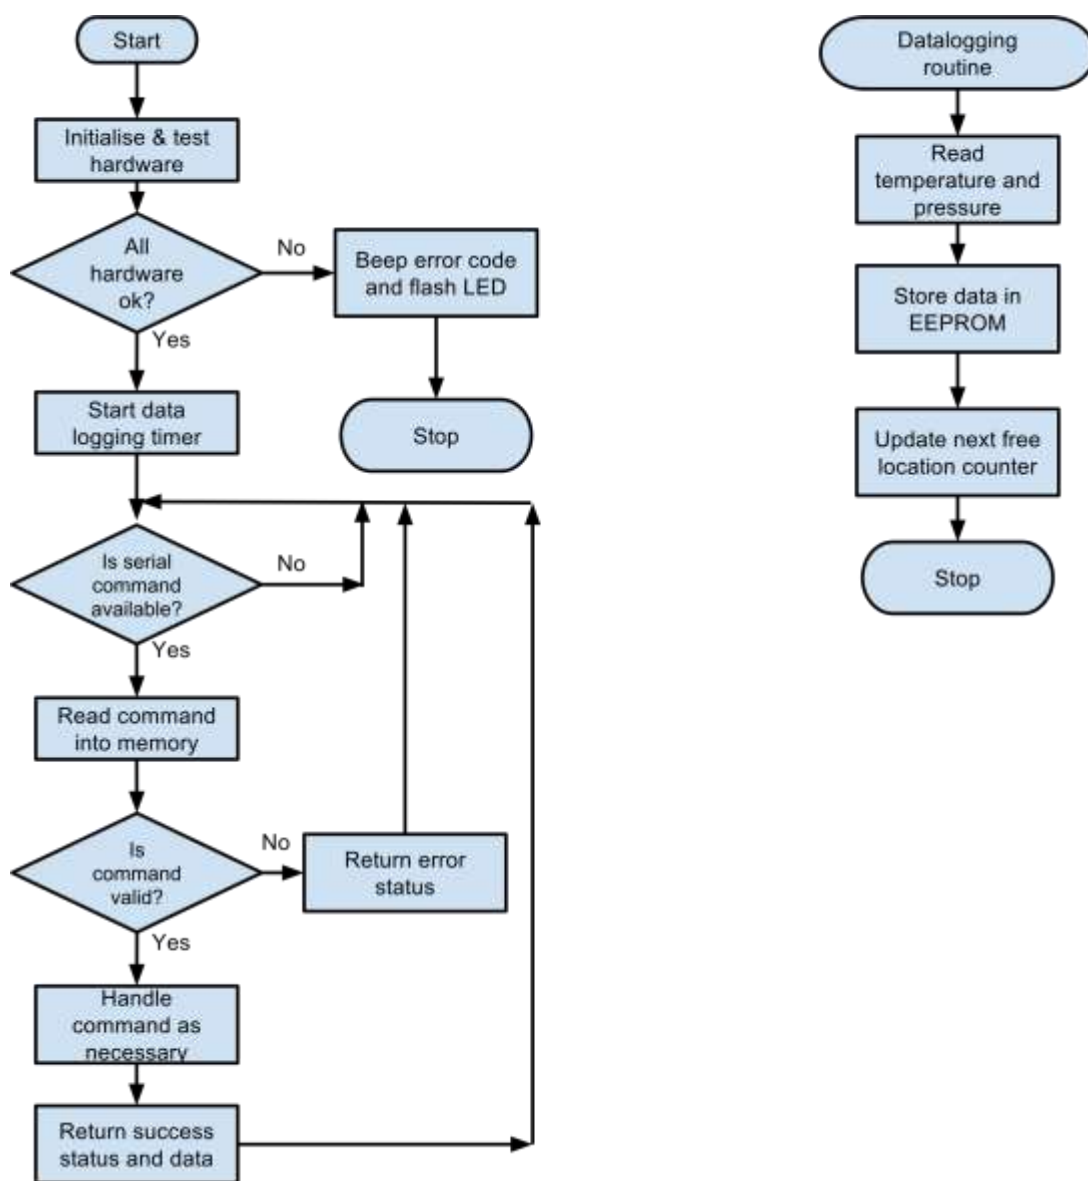 Start
Initialise & test
hardware
All
hardware
ok?
No
Beep error code
and flash LED
Yes
Stop
Start data
logging timer
Is serial
command
available?
No
Yes
Read command
into memory
Is
command
valid?
No
Return error
status
Yes
Handle
command as
necessary
Return success
status and data
Datalogging
routine
Read
temperature and
pressure
Store data in
EEPROM
Update next free
location counter
Stop